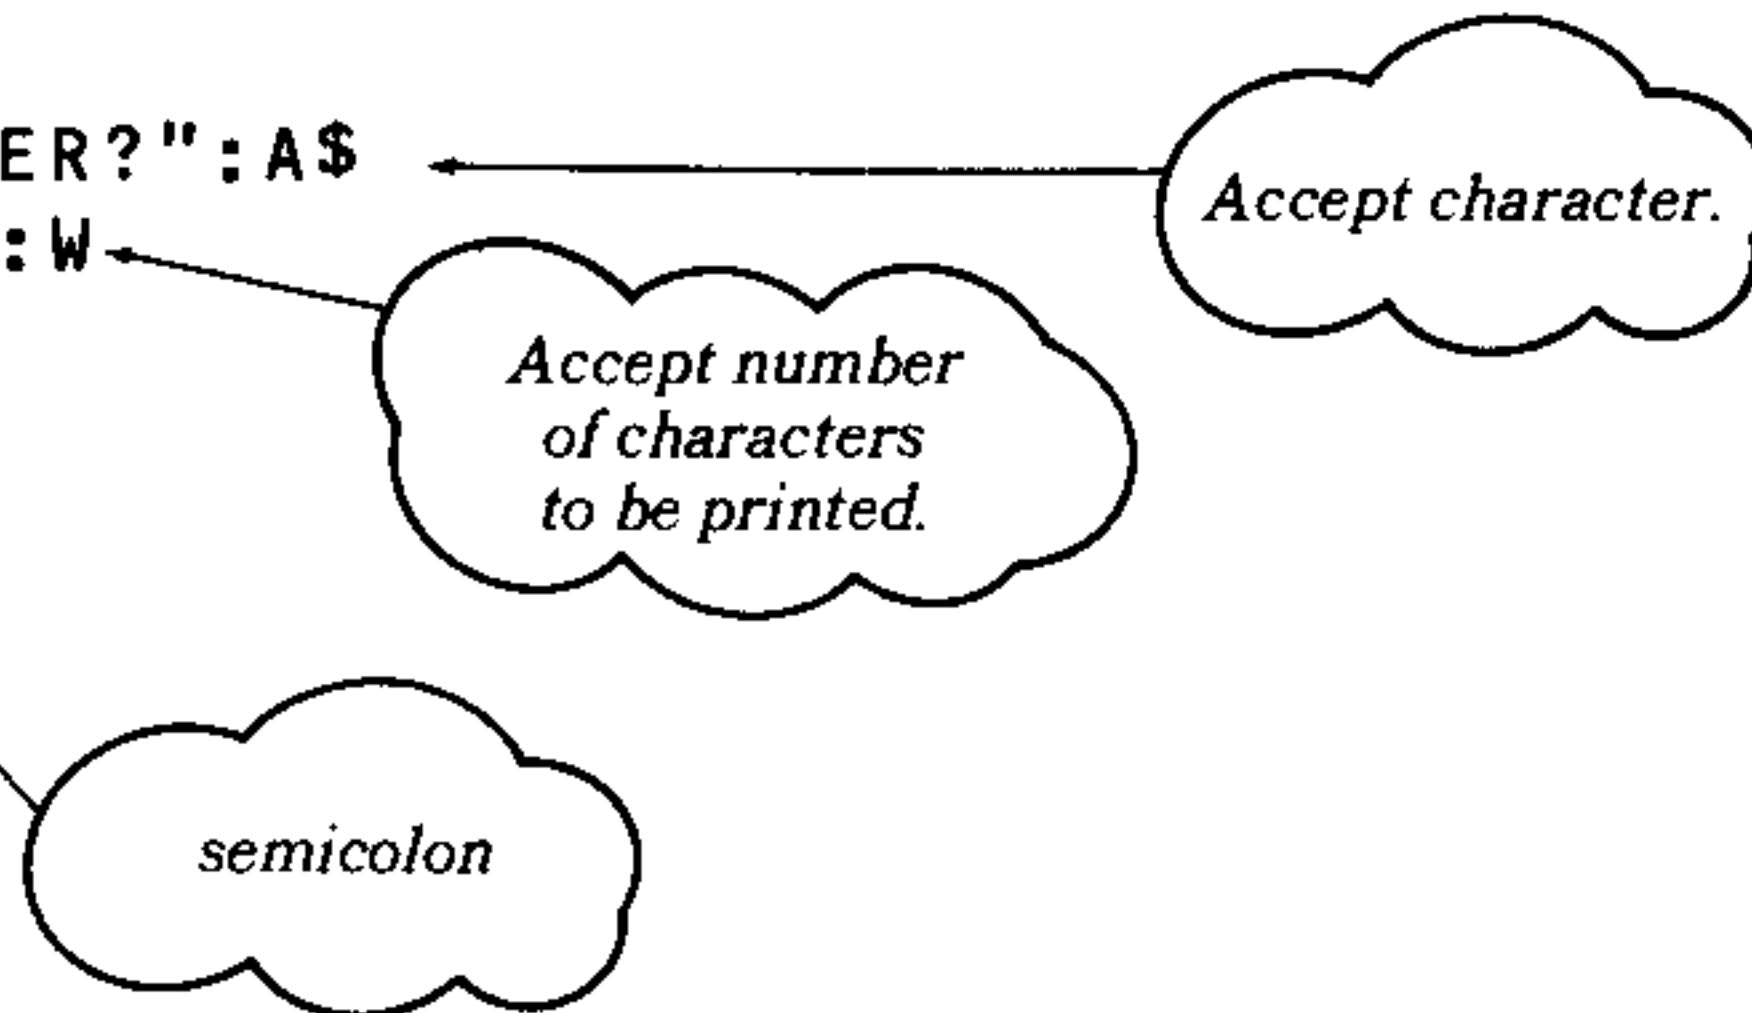 ER?":A$
:W
Accept character.
Accept number
of characters
to be printed.
semicolon